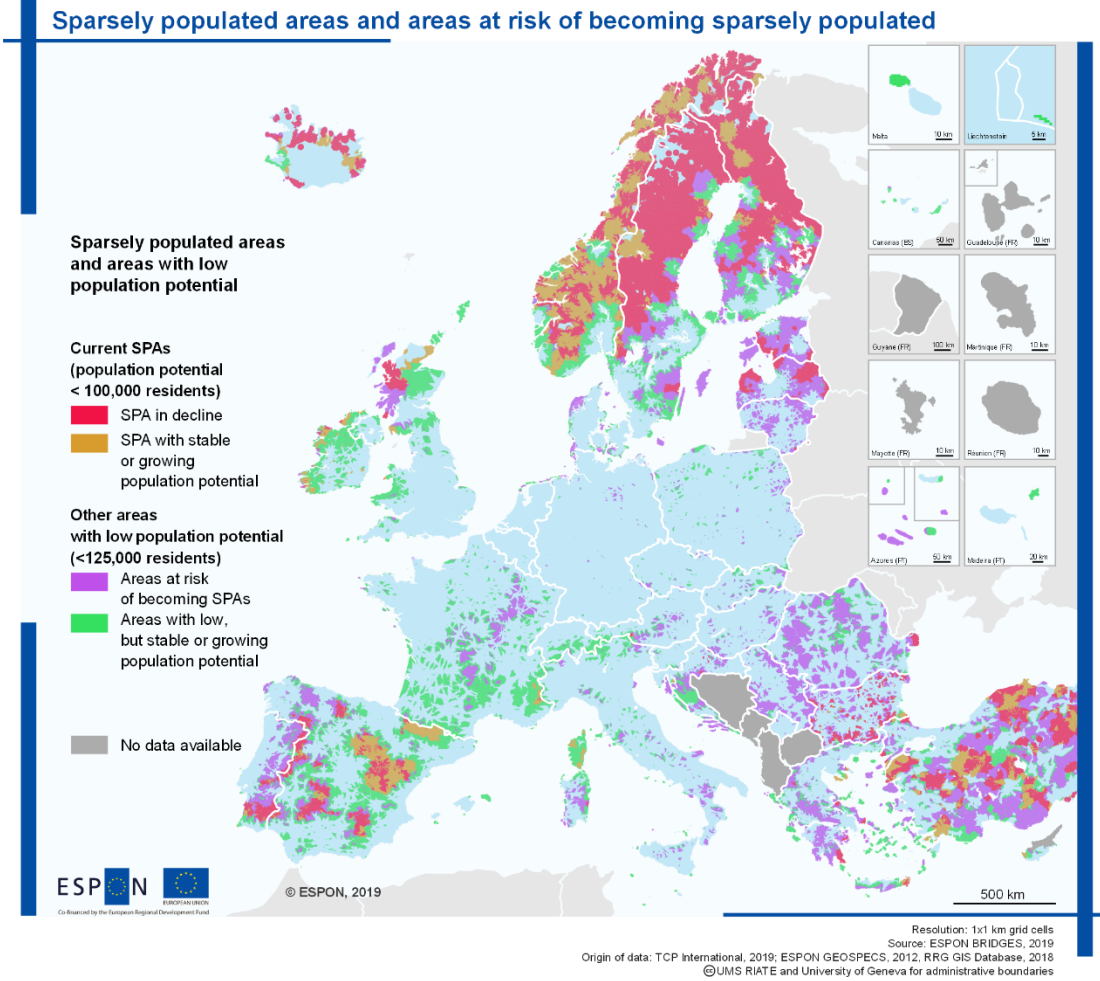 Sparsely populated areas and areas at risk of becoming sparsely populated
Sparsely populated areas
and areas with low
population potential
Current SPAs
(population potential
< 100,000 residents)
SPA in decline
SPA with stable
or growing
population potential
Other areas
with low population potential
(<125,000 residents)
Areas at risk
of becoming SPAs
Areas with low,
but stable or growing
population potential
No data available
Malta
10 km
Liechtenstein
5 km
Canarias (ES)
50 km
Guadeloupe (FR)
10 km
Guyane (FR)
100 km
Martinique (FR)
10 km
Mayotte (FR)
10 km
Réunion (FR)
10 km
Azores (PT)
50 km
Madeira (PT)
20 km
ESPON
EUROPEAN UNION
Co-financed by the European Regional Development Fund
© ESPON, 2019
500 km
Resolution: 1x1 km grid cells
Source: ESPON BRIDGES, 2019
Origin of data: TCP International, 2019; ESPON GEOSPECS, 2012, RRG GIS Database, 2018
© UMS RIATE and University of Geneva for administrative boundaries